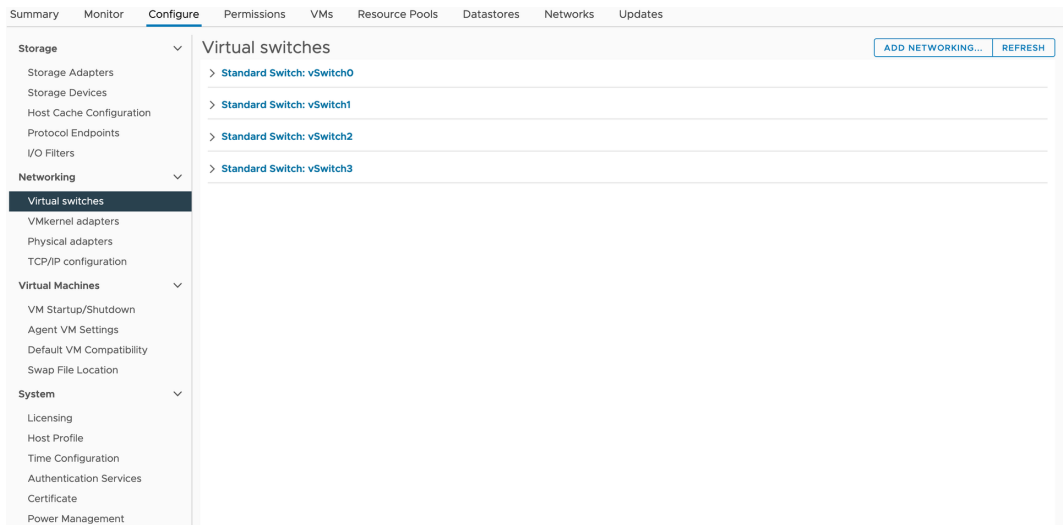 Summary Monitor Configure Permissions VMs Resource Pools Datastores Networks Updates
Storage
Storage Adapters
Storage Devices
Host Cache Configuration
Protocol Endpoints
I/O Filters
Networking
Virtual switches
VMkernel adapters
Physical adapters
TCP/IP configuration
Virtual Machines
VM Startup/Shutdown
Agent VM Settings
Default VM Compatibility
Swap File Location
System
Licensing
Host Profile
Time Configuration
Authentication Services
Certificate
Power Management
Virtual switches
ADD NETWORKING... REFRESH
Standard Switch: vSwitch0
Standard Switch: vSwitch1
Standard Switch: vSwitch2
Standard Switch: vSwitch3